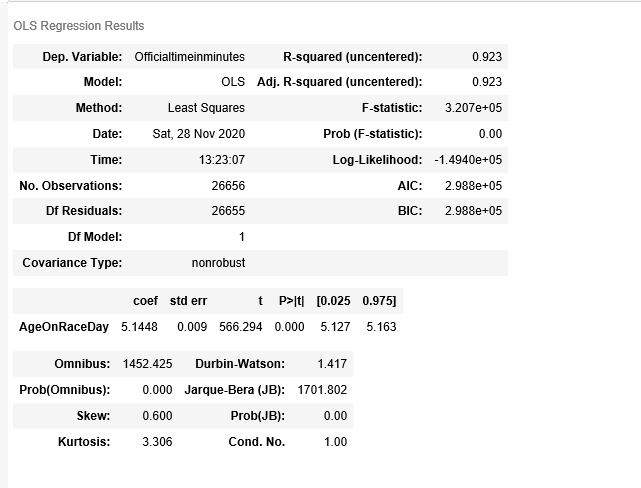 OLS Regression Results
Dep. Variable: Officialtimeinminutes R-squared (uncentered): 0.923
Model: OLS Adj. R-squared (uncentered): 0.923
Method: Least Squares F-statistic: 3.207e+05
Date: Sat, 28 Nov 2020 Prob (F-statistic): 0.00
Time: 13:23:07 Log-Likelihood: -1.4940e+05
No. Observations: 26656 AIC: 2.988e+05
Df Residuals: 26655 BIC: 2.988e+05
Df Model: 1
Covariance Type: nonrobust
coef std err t P>|t| [0.025 0.975]
AgeOnRaceDay 5.1448 0.009 566.294 0.000 5.127 5.163
Omnibus: 1452.425 Durbin-Watson: 1.417
Prob(Omnibus): 0.000 Jarque-Bera (JB): 1701.802
Skew: 0.600 Prob(JB): 0.00
Kurtosis: 3.306 Cond. No. 1.00